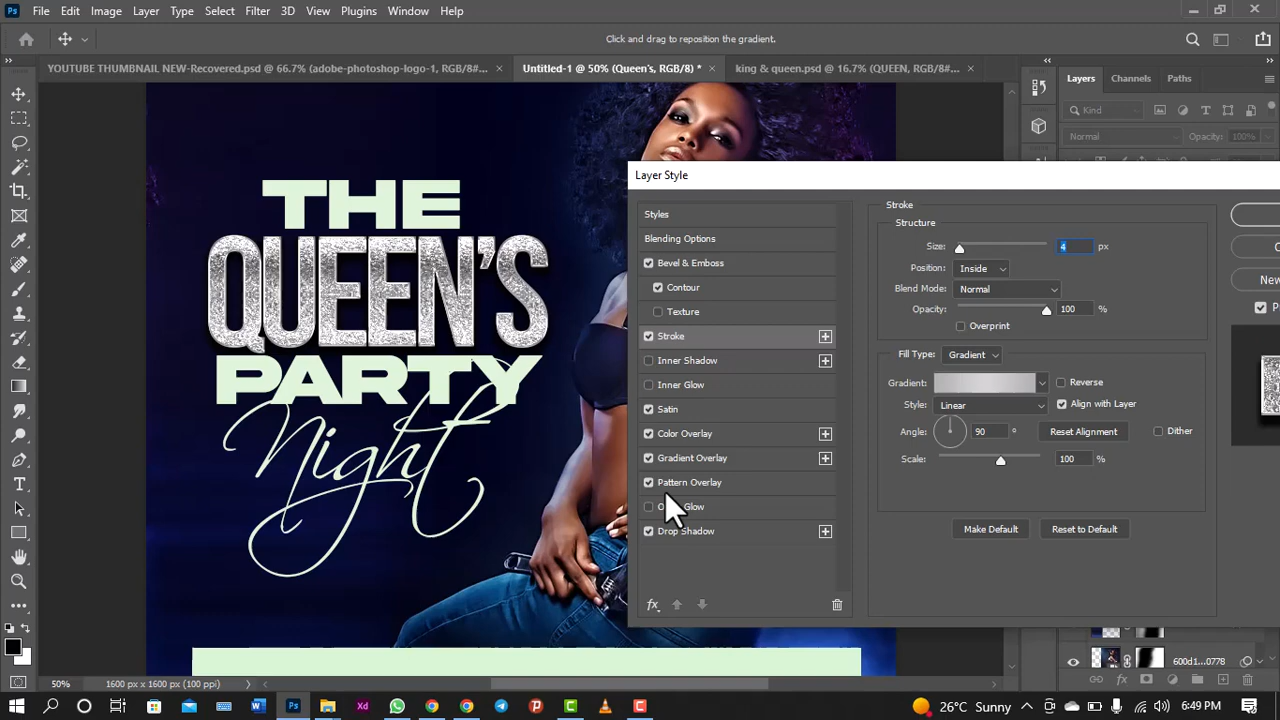 Ps File Edit Image Layer Type Select Filter 3D View Plugins Window Help
Click and drag to reposition the gradient.
YOUTUBE THUMBNAIL NEW-Recovered.psd @ 66.7% (adobe-photoshop-logo-1, RGB/8#... ×
Untitled-1 @ 50% (Queen's, RGB/8) * ×
king & queen.psd @ 16.7% (QUEEN, RGB/8#... ×
Layers Channels Paths
Kind
Normal Opacity: 100%
THE
QUEEN'S
PARTY
Night
Layer Style
Styles
Blending Options
Bevel & Emboss
Contour
Texture
Stroke
Inner Shadow
Inner Glow
Satin
Color Overlay
Gradient Overlay
Pattern Overlay
Glow
Drop Shadow
fx
Stroke
Structure
Size: 4 px
Position: Inside
Blend Mode: Normal
Opacity: 100 %
Overprint
Fill Type: Gradient
Gradient: Reverse
Style: Linear Align with Layer
Angle: 90 ° Reset Alignment Dither
Scale: 100 %
Make Default Reset to Default
600d1...0778
50% 1600 px x 1600 px (100 ppi)
26°C Sunny 6:49 PM